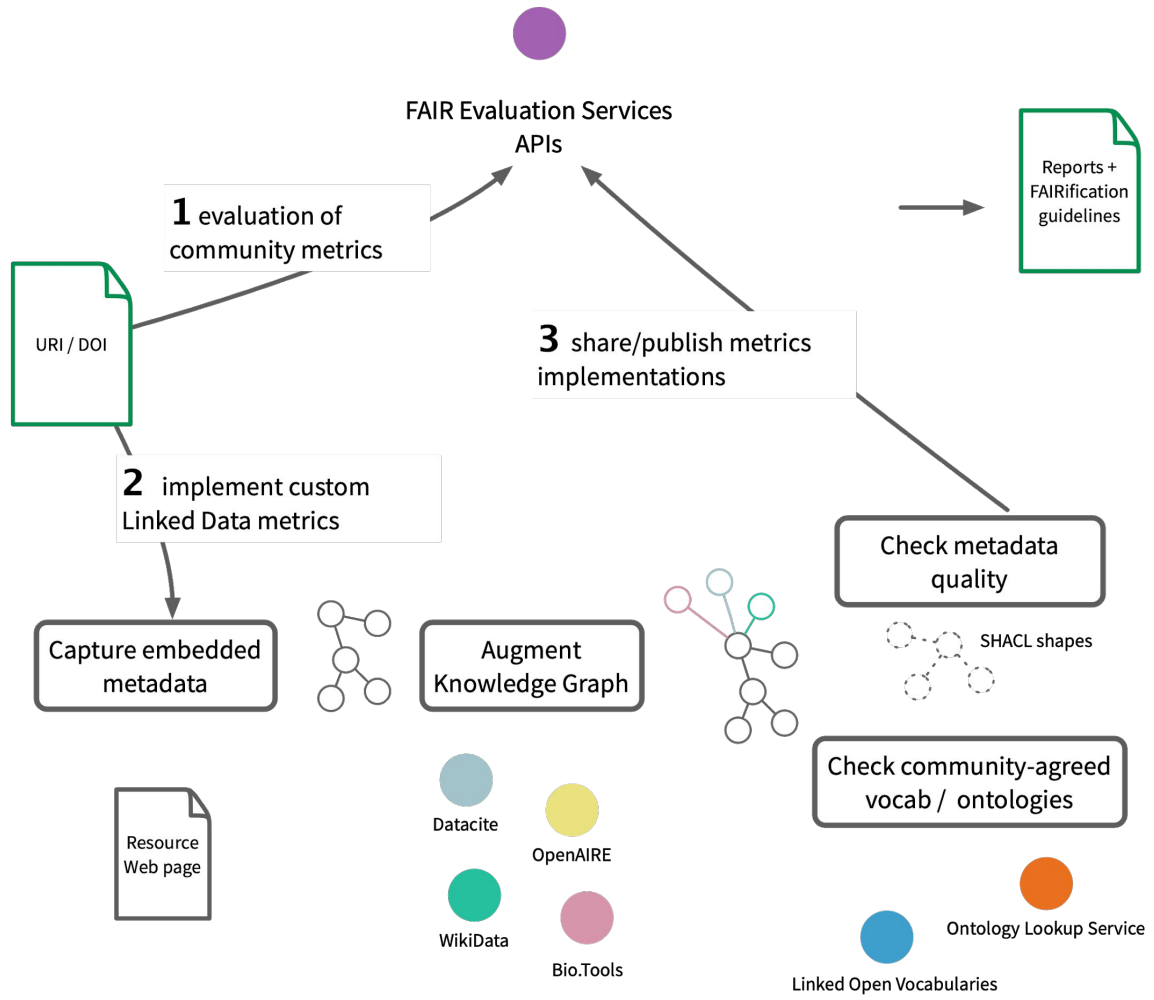 FAIR Evaluation Services
APIs
Reports +
FAIRification
guidelines
1 evaluation of
community metrics
URI / DOI
3 share/publish metrics
implementations
2 implement custom
Linked Data metrics
Check metadata
quality
SHACL shapes
Capture embedded
metadata
Augment
Knowledge Graph
Check community-agreed
vocab / ontologies
Resource
Web page
Datacite
OpenAIRE
WikiData
Bio.Tools
Ontology Lookup Service
Linked Open Vocabularies